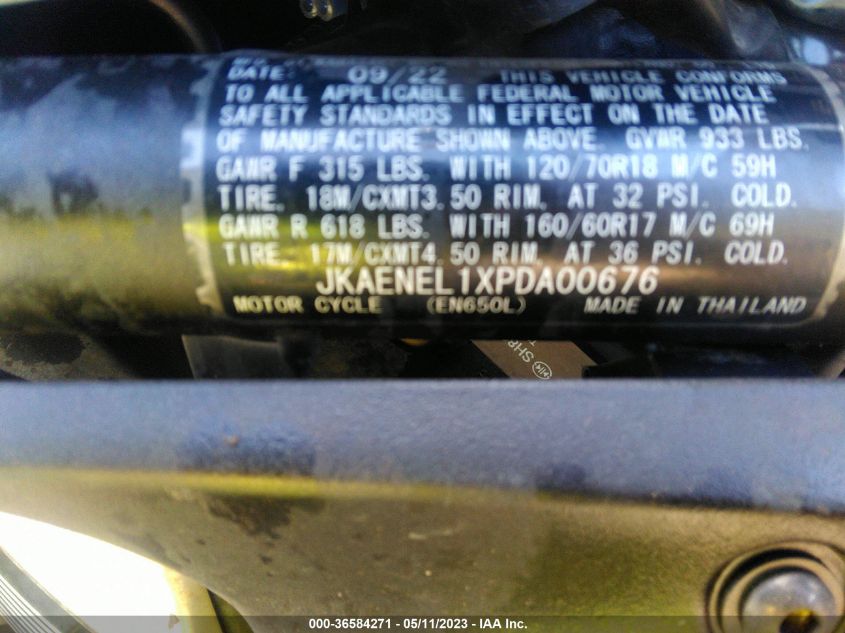 DATE: 09/22 THIS VEHICLE CONFORMS
TO ALL APPLICABLE FEDERAL MOTOR VEHICLE
SAFETY STANDARDS IN EFFECT ON THE DATE
OF MANUFACTURE SHOWN ABOVE. GVWR 933 LBS.
GAWR F 315 LBS. WITH 120/70R18 M/C 59H
TIRE. 18M/CXMT3.50 RIM. AT 32 PSI. COLD.
GAWR R 618 LBS. WITH 160/60R17 M/C 69H
TIRE. 17M/CXMT4.50 RIM. AT 36 PSI. COLD.
JKAENEL1XPDA00676
MOTOR CYCLE (EN650L) MADE IN THAILAND
000-36584271 - 05/11/2023 - IAA Inc.